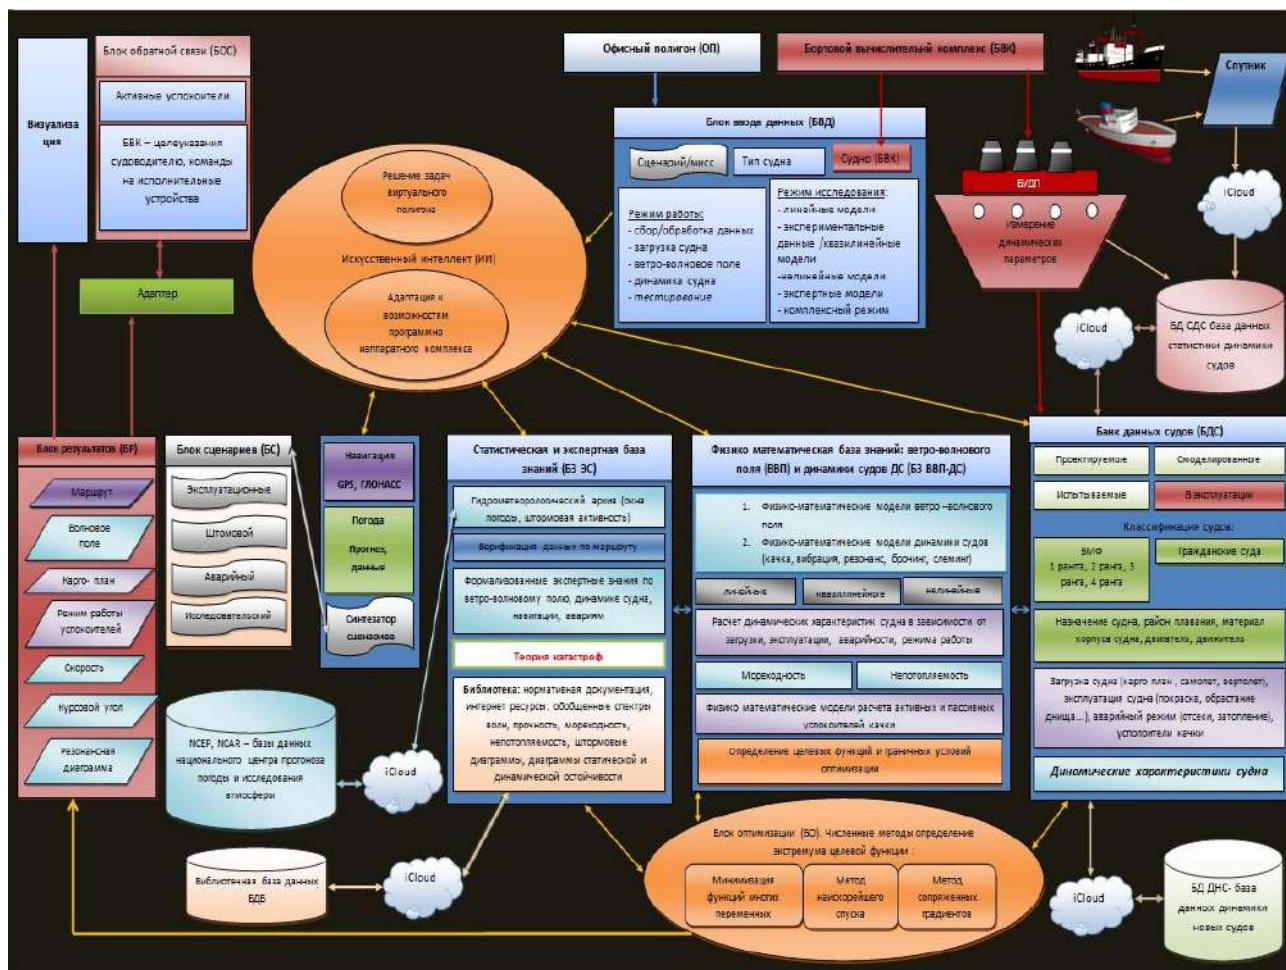 Визуализа
ция
Блок обратной связи (БОС)
Активные успокоители
БВК – целеуказания
судоводителю, команды
на исполнительные
устройства
Адаптер
Офисный полигон (ОП)
Бортовой вычислительный комплекс (БВК)
Спутник
iCloud
Блок ввода данных (БВД)
Сценарий/мисс
Тип судна
Судно (БВК)
Режим работы:
- сбор/обработка данных
- загрузка судна
- ветро-волновое поле
- динамика судна
- тестирование
Режим исследования:
- линейные модели
- экспериментальные
данные /квазилинейные
модели
-нелинейные модели
- экспертные модели
- комплексный режим
Решение задач
виртуального
полигона
Искусственный интеллект (ИИ)
Адаптация к
возможностям
программно
иаппаратного комплекса
БИДП
Измерение
динамических
параметров
iCloud
БД СДС база данных
статистики динамики
судов
Блок результатов (БР)
Маршрут
Волновое
поле
Карго- план
Режим работы
успокоителей
Скорость
Курсовой угол
Резонансная
диаграмма
Блок сценариев (БС)
Эксплуатационные
Штомовой
Аварийный
Исследовательский
Навигация
GPS, ГЛОНАСС
Погода
Прогноз,
данные
Синтезатор
сценариев
Статистическая и экспертная база
знаний (БЗ ЭС)
Гидрометеорологический архив (окна
погоды, штормовая активность)
Верификация данных по маршруту
Формализованные экспертные знания по
ветро-волновому полю, динамике судна,
навигации, авариям
Теория катастроф
Библиотека: нормативная документация,
интернет ресурсы: обобщенные спектры
волн, прочность, мореходность,
непотопляемость, штормовые
диаграммы, диаграммы статической и
динамической остойчивости
Физико математическая база знаний: ветро-волнового
поля (ВВП) и динамики судов ДС (БЗ ВВП-ДС)
1. Физико-математические модели ветро –волнового
поля
2. Физико-математические модели динамики судов
(качка, вибрация, резонанс, брочинг, слеминг)
линейные
квазилинейные
нелинейные
Расчет динамических характеристик судна в зависимости от
загрузки, эксплуатации, аварийности, режима работы
Мореходность
Непотопляемость
Физико математические модели расчета активных и пассивных
успокоителей качки
Определение целевых функций и граничных условий
оптимизации
Банк данных судов (БДС)
Проектируемые
Смоделированные
Испытываемые
В эксплуатации
Классификация судов:
ВМФ
1 ранга, 2 ранга, 3
ранга, 4 ранга
Гражданские суда
Назначение судна, район плавания, материал
корпуса судна, двигатель, движитель
Загрузка судна (карго план , самолет, вертолет),
эксплуатация судна (покраска, обрастание
днища...), аварийный режим (отсеки, затопление),
успокоители качки
Динамические характеристики судна
NCEP, NCAR – базы данных
национального центра прогноза
погоды и исследования
атмосферы
iCloud
Библиотечная база данных
БДБ
iCloud
Блок оптимизации (БО). Численные методы определение
экстремума целевой функции :
Минимизация
функций многих
переменных
Метод
наискорейшего
спуска
Метод
сопряженных
градиентов
iCloud
БД ДНС- база
данных динамики
новых судов